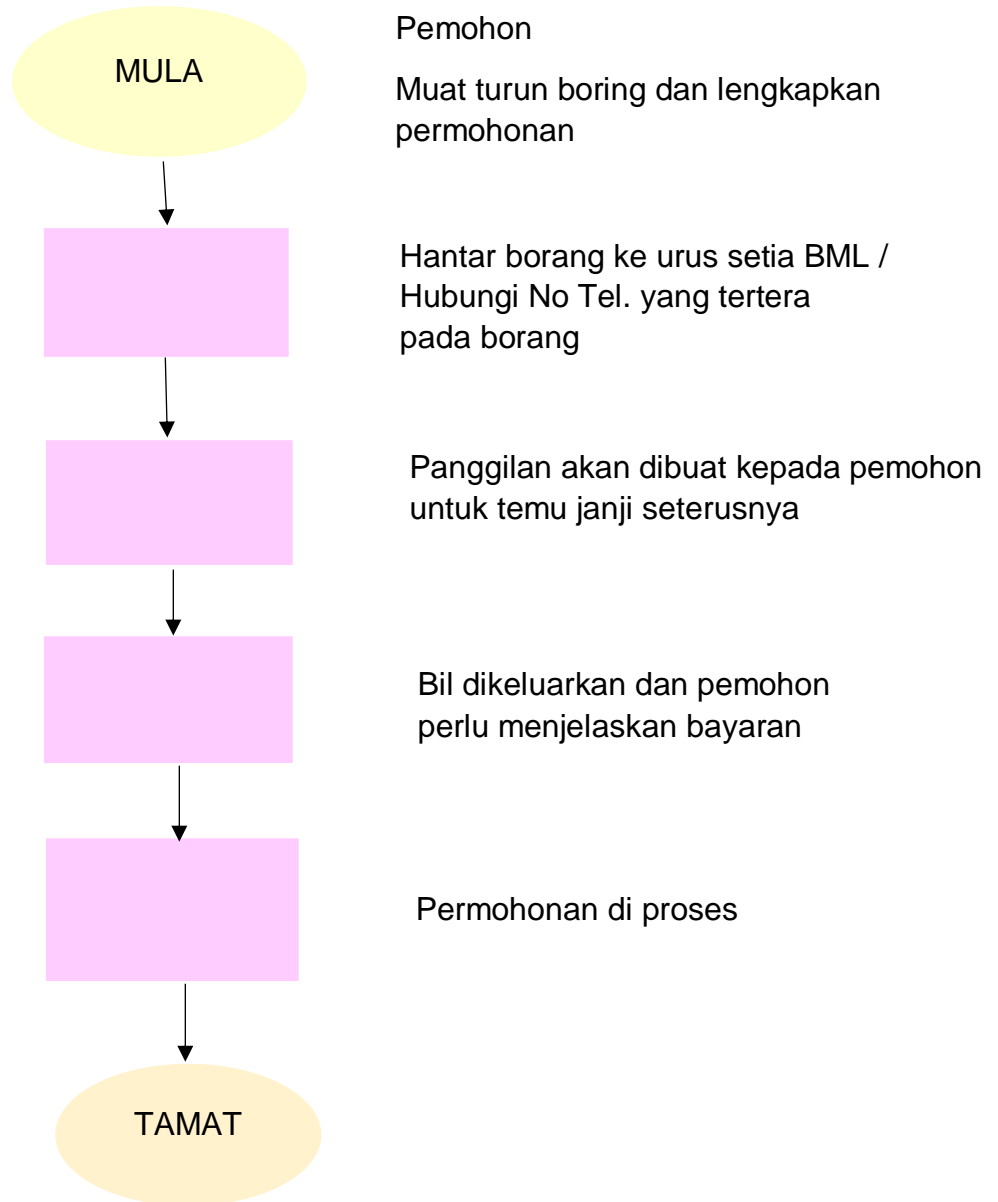 MULA
Pemohon
Muat turun boring dan lengkapkan
permohonan
Hantar borang ke urus setia BML /
Hubungi No Tel. yang tertera
pada borang
Panggilan akan dibuat kepada pemohon
untuk temu janji seterusnya
Bil dikeluarkan dan pemohon
perlu menjelaskan bayaran
Permohonan di proses
TAMAT